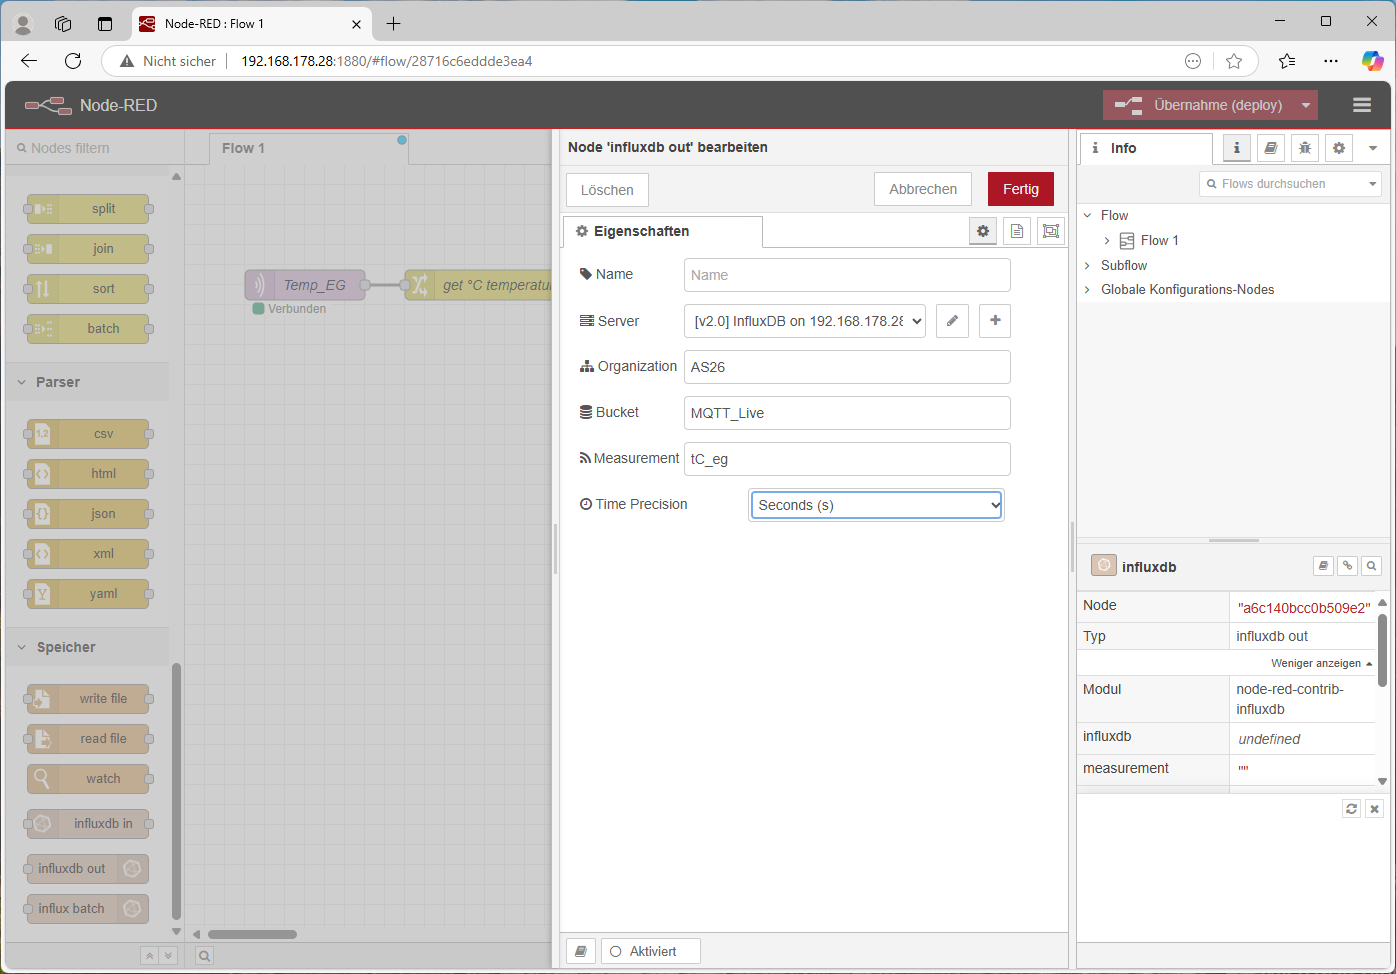 Node-RED : Flow 1
Nicht sicher
192.168.178.28:1880/#flow/28716c6eddde3ea4
Node-RED
Übernahme (deploy)
Nodes filtern
split
join
sort
batch
Parser
csv
html
json
xml
yaml
Speicher
write file
read file
watch
influxdb in
influxdb out
influx batch
Flow 1
Temp_EG
Verbunden
get °C temperatu
Node 'influxdb out' bearbeiten
Löschen
Abbrechen
Fertig
Eigenschaften
Name
Name
Server
[v2.0] InfluxDB on 192.168.178.28
Organization
AS26
Bucket
MQTT_Live
Measurement
tC_eg
Time Precision
Seconds (s)
Aktiviert
Info
Flows durchsuchen
Flow
Flow 1
Subflow
Globale Konfigurations-Nodes
influxdb
Node
"a6c140bcc0b509e2"
Typ
influxdb out
Weniger anzeigen
Modul
node-red-contrib-
influxdb
influxdb
undefined
measurement
""